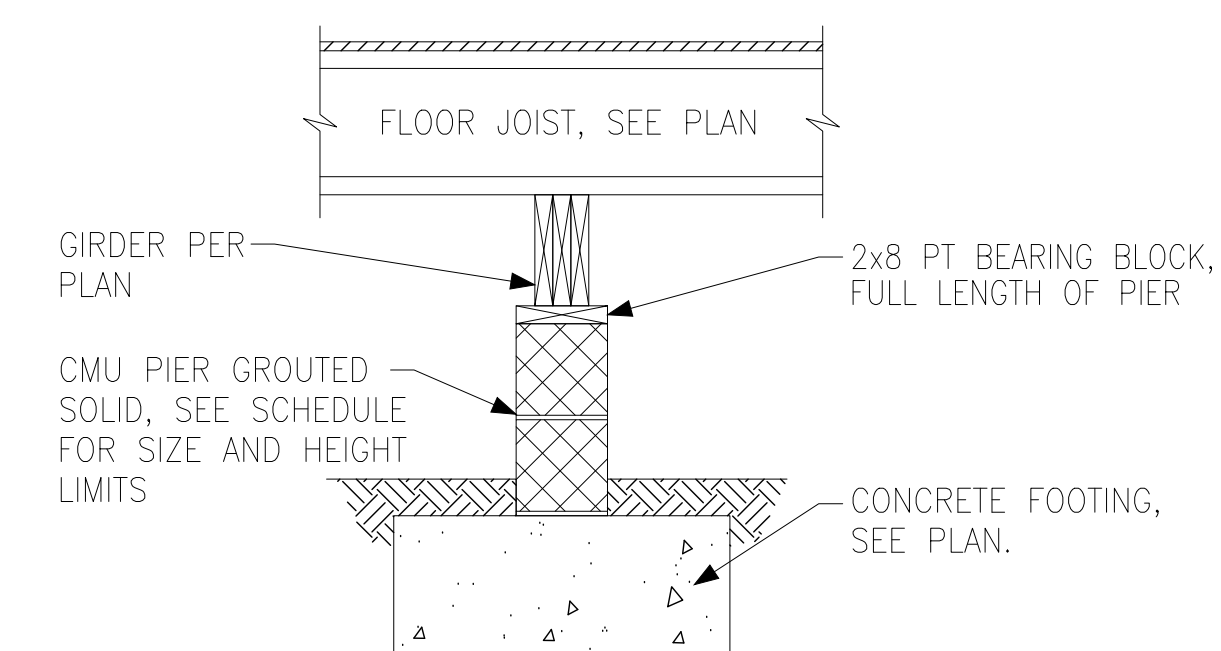 FLOOR JOIST, SEE PLAN
GIRDER PER
PLAN
2x8 PT BEARING BLOCK,
FULL LENGTH OF PIER
CMU PIER GROUTED
SOLID, SEE SCHEDULE
FOR SIZE AND HEIGHT
LIMITS
CONCRETE FOOTING,
SEE PLAN.